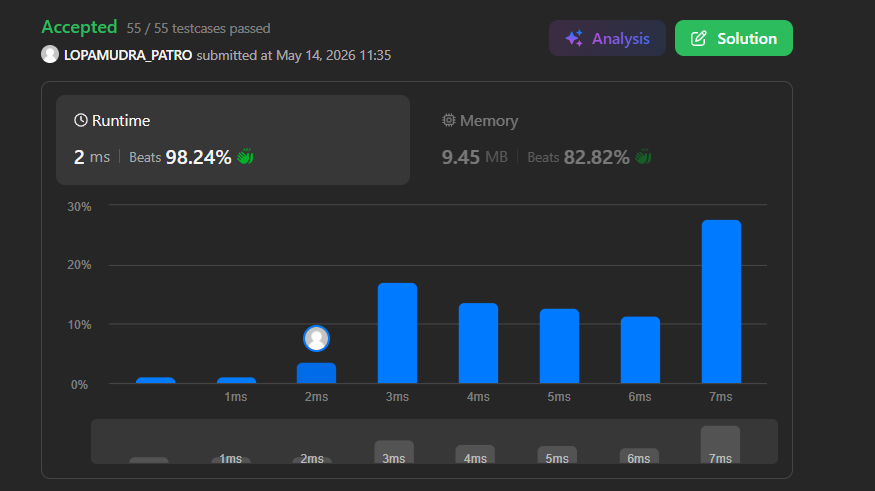 Accepted 55 / 55 testcases passed
LOPAMUDRA_PATRO submitted at May 14, 2026 11:35
Analysis
Solution
Runtime
2 ms Beats 98.24%
Memory
9.45 MB Beats 82.82%
30%
20%
10%
0%
1ms 2ms 3ms 4ms 5ms 6ms 7ms
1ms 2ms 3ms 4ms 5ms 6ms 7ms